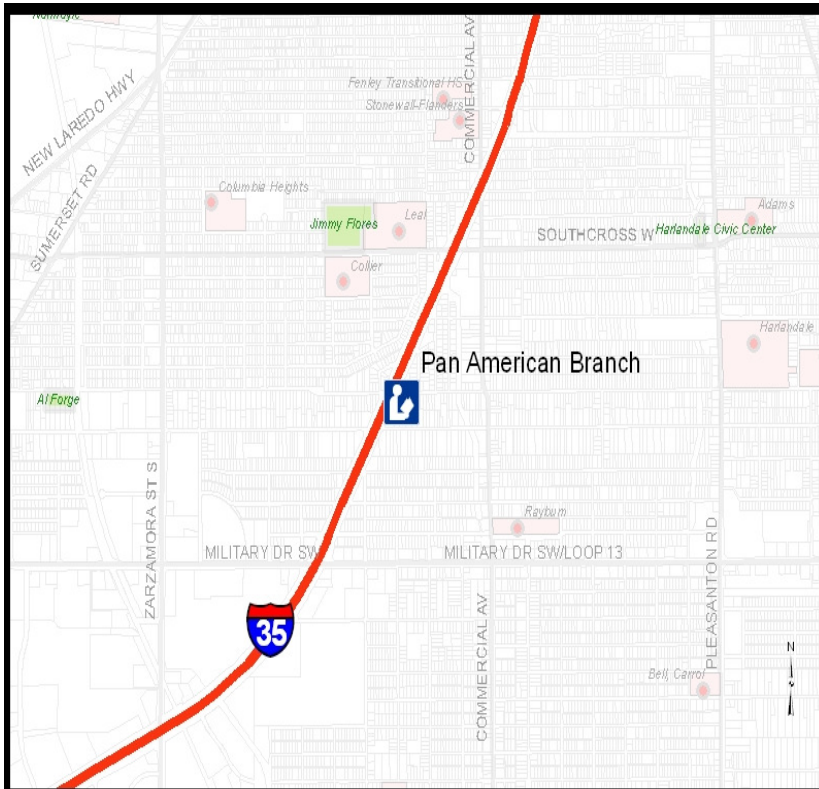 COMMERCIAL AV
NEW LAREDO HWY
Fenley Transitional HS
Stonewall-Flanders
SUMERSET RD
Columbia Heights
Jimmy Flores
Leal
Adams
SOUTHCROSS W
Harlandale Civic Center
Collier
Harlandale
Pan American Branch
Al Forge
ZARZAMORA ST S
Rayburn
MILITARY DR SW
MILITARY DR SW/LOOP 13
PLEASANTON RD
35
COMMERCIAL AV
N
Bell, Carrol